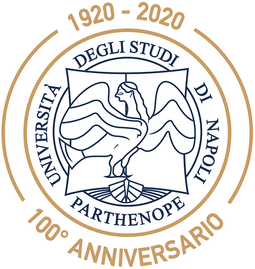 1920 - 2020
UNIVERSITÀ
DEGLI STUDI
DI NAPOLI
PARTHENOPE
100° ANNIVERSARIO